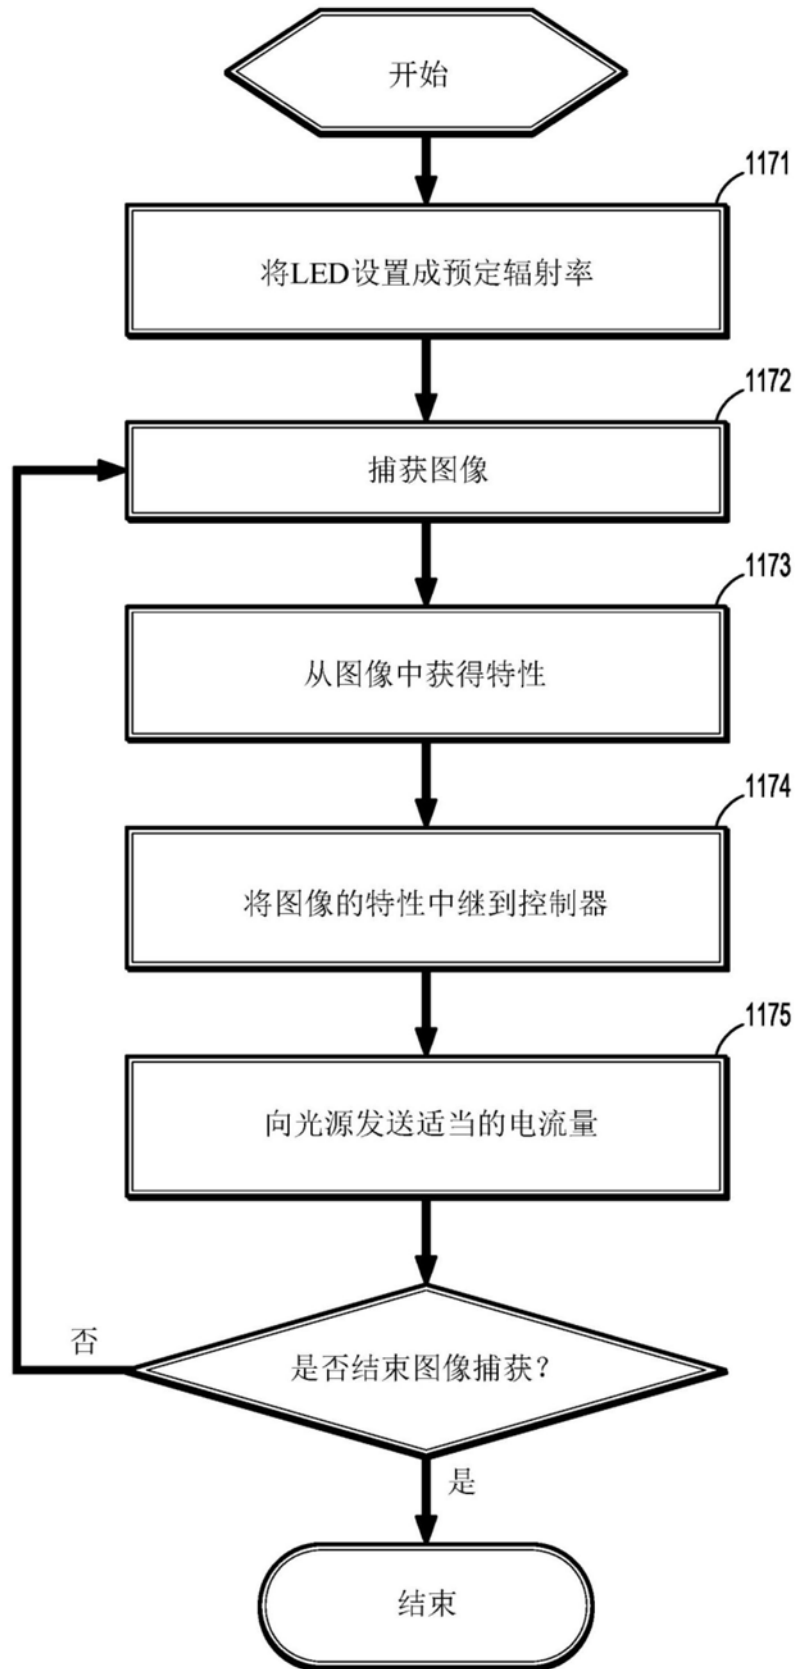 开始
1171
将LED设置成预定辐射率
1172
捕获图像
1173
从图像中获得特性
1174
将图像的特性中继到控制器
1175
向光源发送适当的电流量
否
是否结束图像捕获?
是
结束